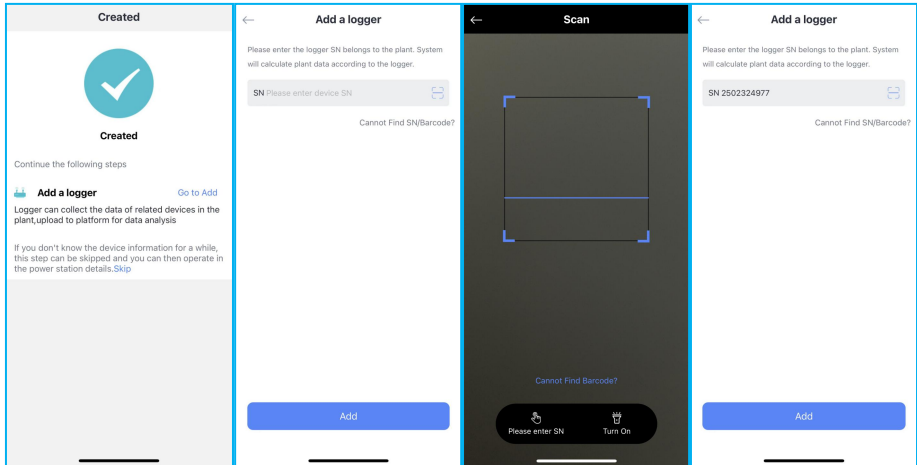 Created
Created
Continue the following steps
Add a logger
Go to Add
Logger can collect the data of related devices in the
plant,upload to platform for data analysis
If you don't know the device information for a while,
this step can be skipped and you can then operate in
the power station details.Skip
Add a logger
Please enter the logger SN belongs to the plant. System
will calculate plant data according to the logger.
SN Please enter device SN
Cannot Find SN/Barcode?
Add
Scan
Cannot Find Barcode?
Please enter SN
Turn On
Add a logger
Please enter the logger SN belongs to the plant. System
will calculate plant data according to the logger.
SN 2502324977
Cannot Find SN/Barcode?
Add